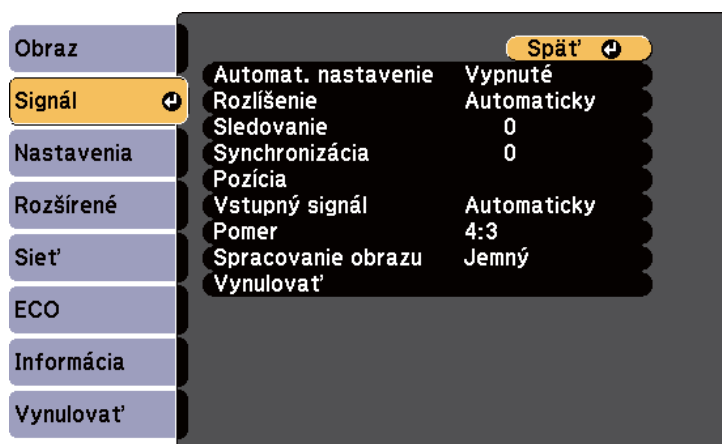 Obraz
Signál
Nastavenia
Rozšírené
Sieť
ECO
Informácia
Vynulovať
Späť
Automat. nastavenie Vypnuté
Rozlíšenie Automaticky
Sledovanie 0
Synchronizácia 0
Pozícia
Vstupný signál Automaticky
Pomer 4:3
Spracovanie obrazu Jemný
Vynulovať